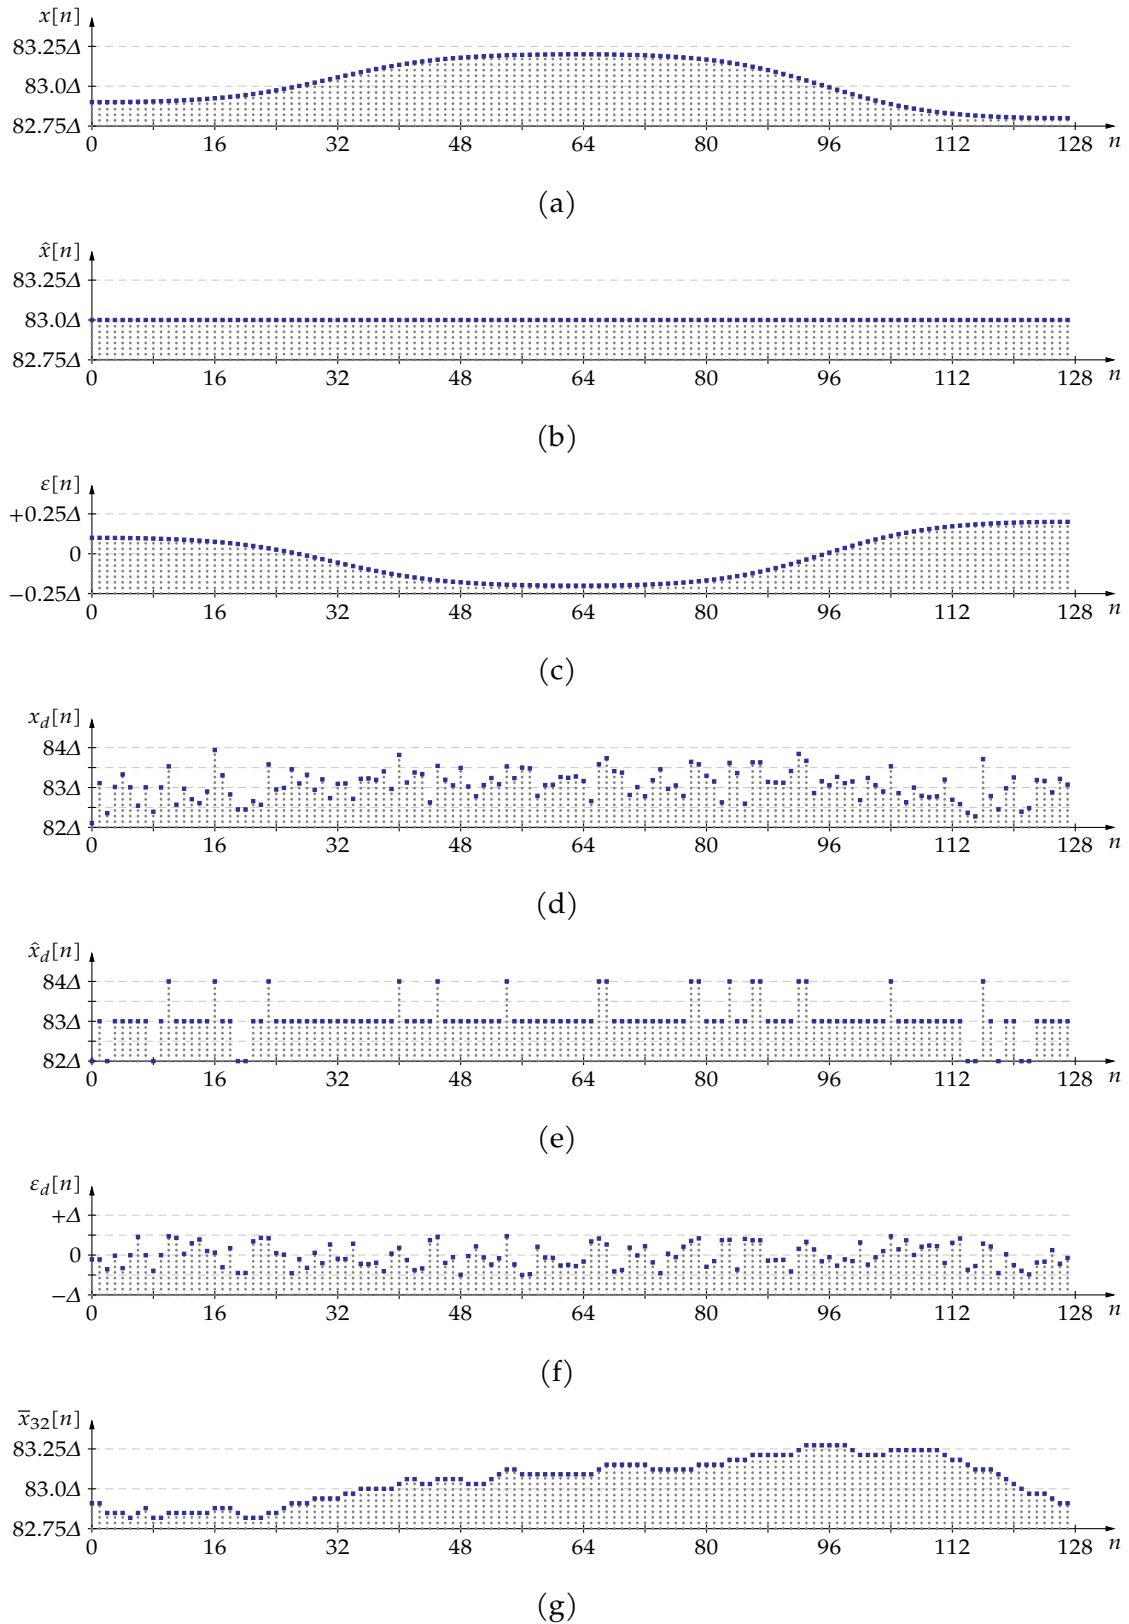 x[n]
83.25Δ
83.0Δ
82.75Δ
0 16 32 48 64 80 96 112 128 n
(a)
x̂[n]
83.25Δ
83.0Δ
82.75Δ
0 16 32 48 64 80 96 112 128 n
(b)
ε[n]
+0.25Δ
0
−0.25Δ
0 16 32 48 64 80 96 112 128 n
(c)
x_d[n]
84Δ
83Δ
82Δ
0 16 32 48 64 80 96 112 128 n
(d)
x̂_d[n]
84Δ
83Δ
82Δ
0 16 32 48 64 80 96 112 128 n
(e)
ε_d[n]
+Δ
0
−Δ
0 16 32 48 64 80 96 112 128 n
(f)
x̅₃₂[n]
83.25Δ
83.0Δ
82.75Δ
0 16 32 48 64 80 96 112 128 n
(g)